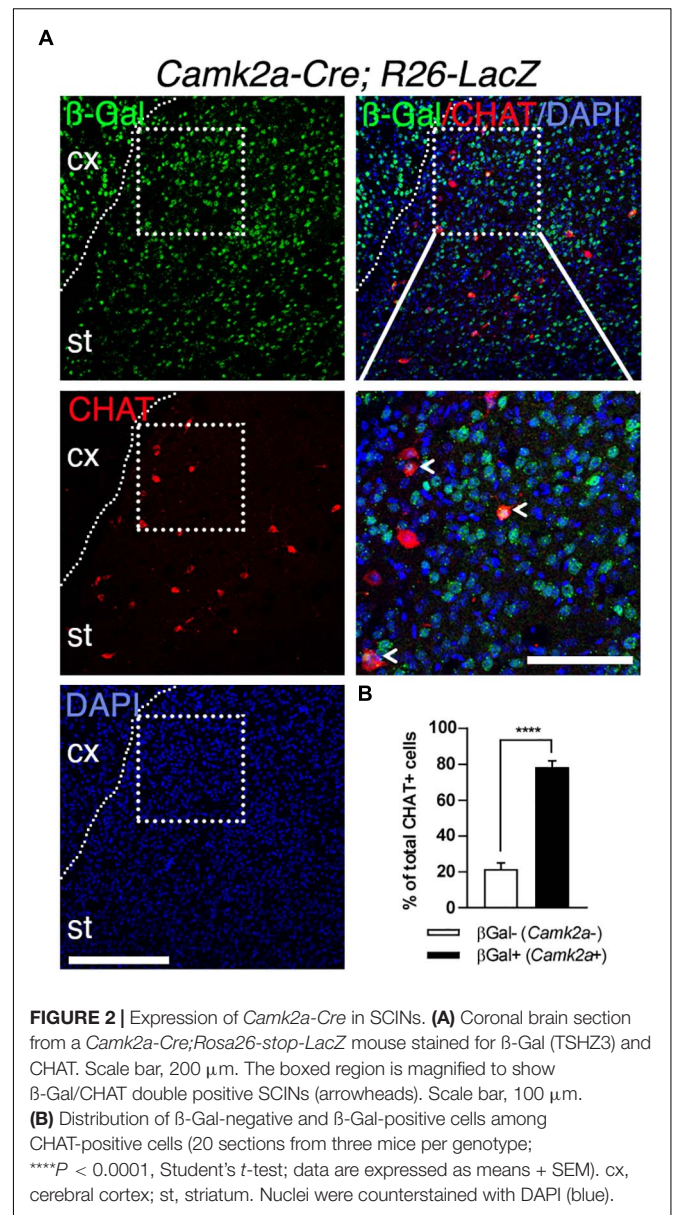 A
Camk2a-Cre; R26-LacZ
ß-Gal
cx
st
ß-Gal/CHAT/DAPI
CHAT
cx
st
DAPI
cx
st
B
% of total CHAT+ cells
100
80
60
40
20
0
****
βGal- (Camk2a-)
βGal+ (Camk2a+)
FIGURE 2 | Expression of Camk2a-Cre in SCINs. (A) Coronal brain section
from a Camk2a-Cre;Rosa26-stop-LacZ mouse stained for ß-Gal (TSHZ3) and
CHAT. Scale bar, 200 μm. The boxed region is magnified to show
ß-Gal/CHAT double positive SCINs (arrowheads). Scale bar, 100 μm.
(B) Distribution of ß-Gal-negative and ß-Gal-positive cells among
CHAT-positive cells (20 sections from three mice per genotype;
****P < 0.0001, Student's t-test; data are expressed as means + SEM). cx,
cerebral cortex; st, striatum. Nuclei were counterstained with DAPI (blue).